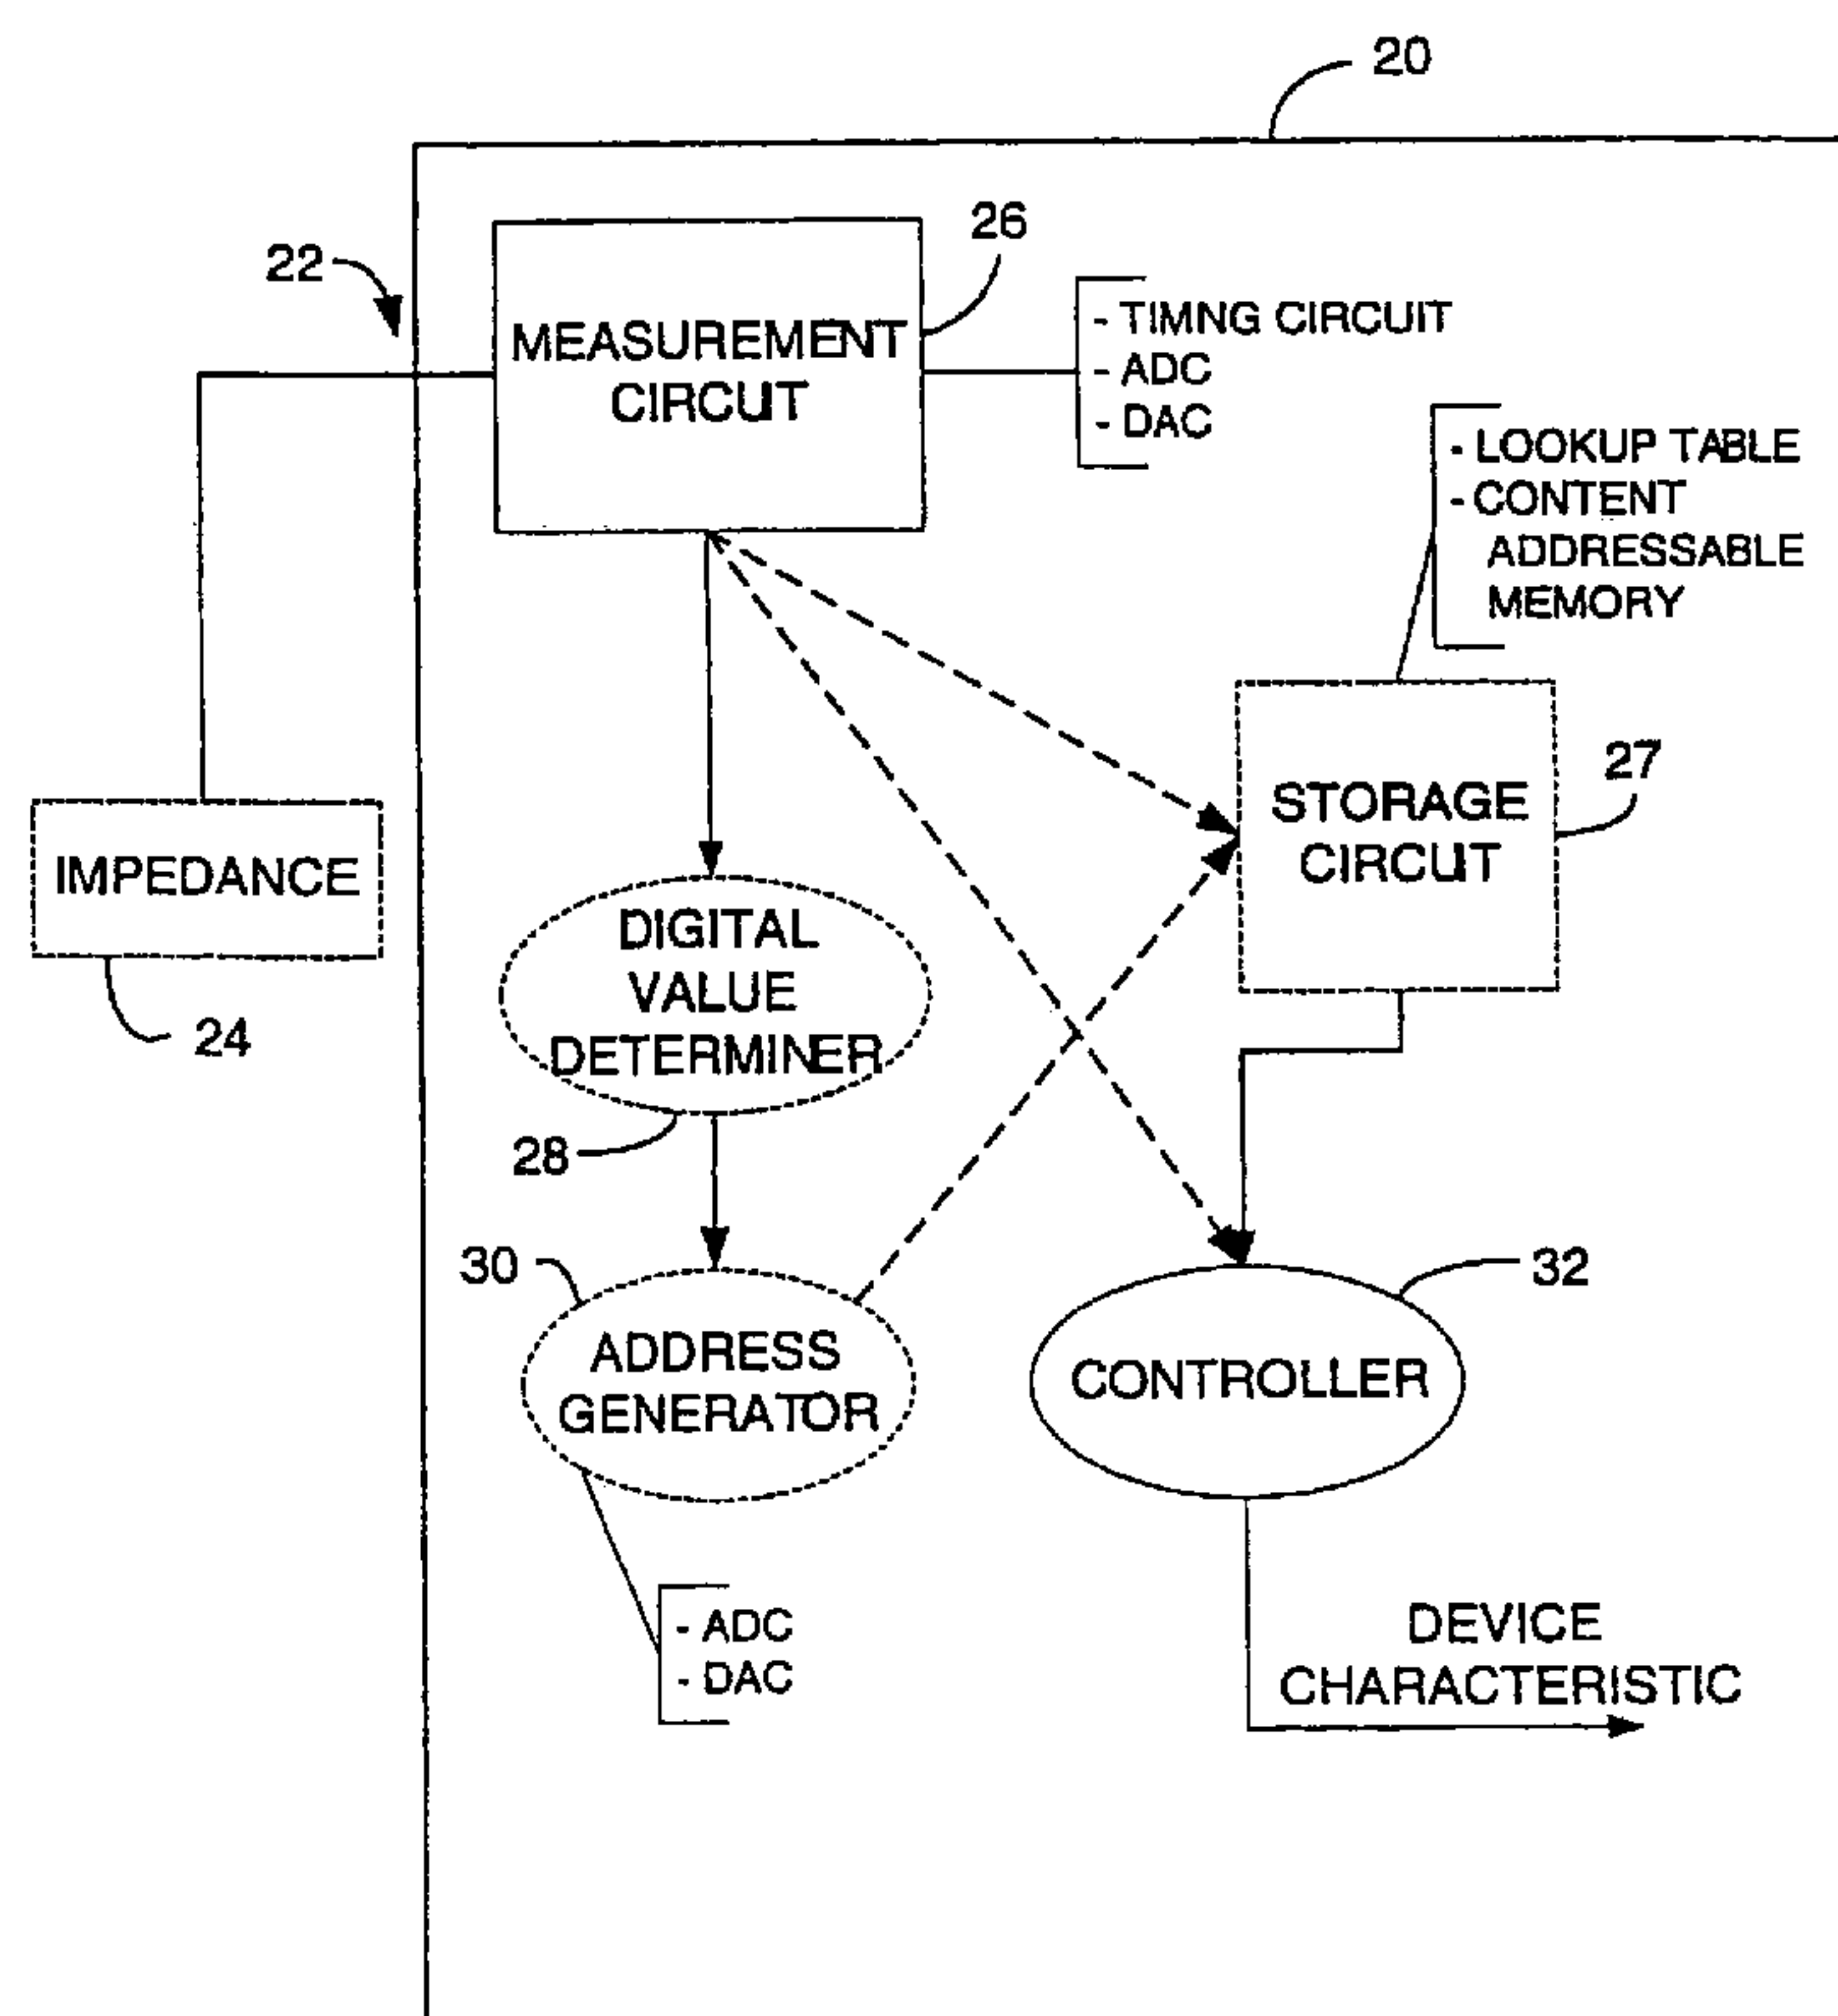 20
26
22
MEASUREMENT
CIRCUIT
- TIMNG CIRCUIT
- ADC
- DAC
- LOOKUP TABLE
- CONTENT
ADDRESSABLE
MEMORY
27
STORAGE
CIRCUIT
IMPEDANCE
24
DIGITAL
VALUE
DETERMINER
28
30
32
ADDRESS
GENERATOR
CONTROLLER
- ADC
- DAC
DEVICE
CHARACTERISTIC